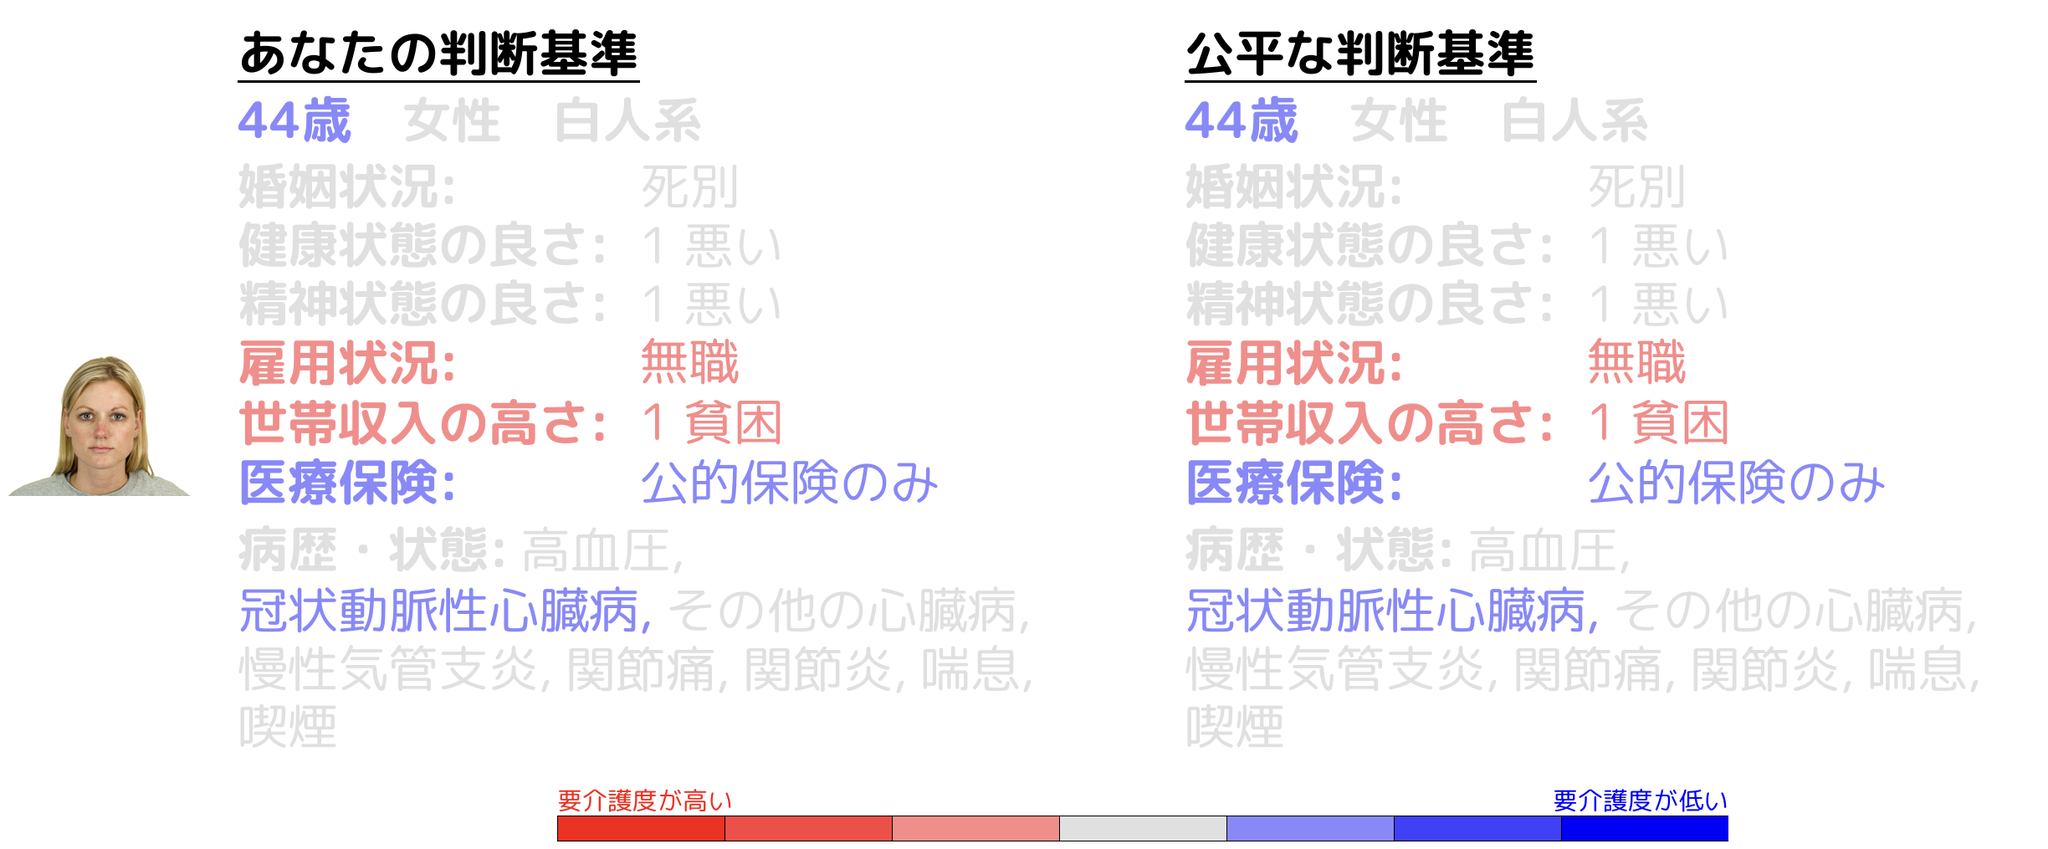 あなたの判断基準
44歳 女性 白人系
婚姻状況: 死別
健康状態の良さ: 1 悪い
精神状態の良さ: 1 悪い
雇用状況: 無職
世帯収入の高さ: 1 貧困
医療保険: 公的保険のみ
病歴・状態: 高血圧,
冠状動脈性心臓病, その他の心臓病,
慢性気管支炎, 関節痛, 関節炎, 喘息,
喫煙
公平な判断基準
44歳 女性 白人系
婚姻状況: 死別
健康状態の良さ: 1 悪い
精神状態の良さ: 1 悪い
雇用状況: 無職
世帯収入の高さ: 1 貧困
医療保険: 公的保険のみ
病歴・状態: 高血圧,
冠状動脈性心臓病, その他の心臓病,
慢性気管支炎, 関節痛, 関節炎, 喘息,
喫煙
要介護度が高い
要介護度が低い